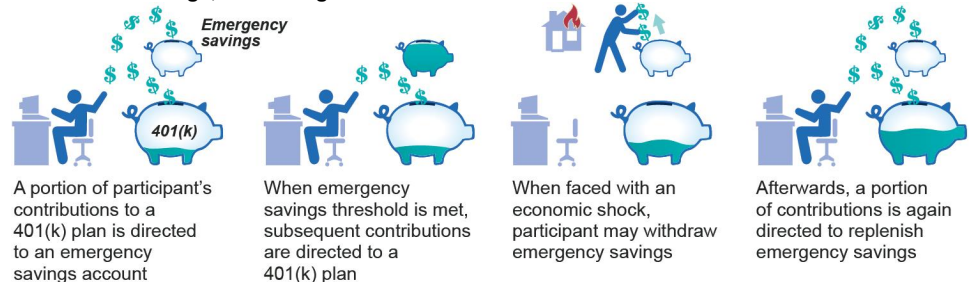 Emergency
savings
401(k)
A portion of participant's
contributions to a
401(k) plan is directed
to an emergency
savings account
When emergency
savings threshold is met,
subsequent contributions
are directed to a
401(k) plan
When faced with an
economic shock,
participant may withdraw
emergency savings
Afterwards, a portion
of contributions is again
directed to replenish
emergency savings